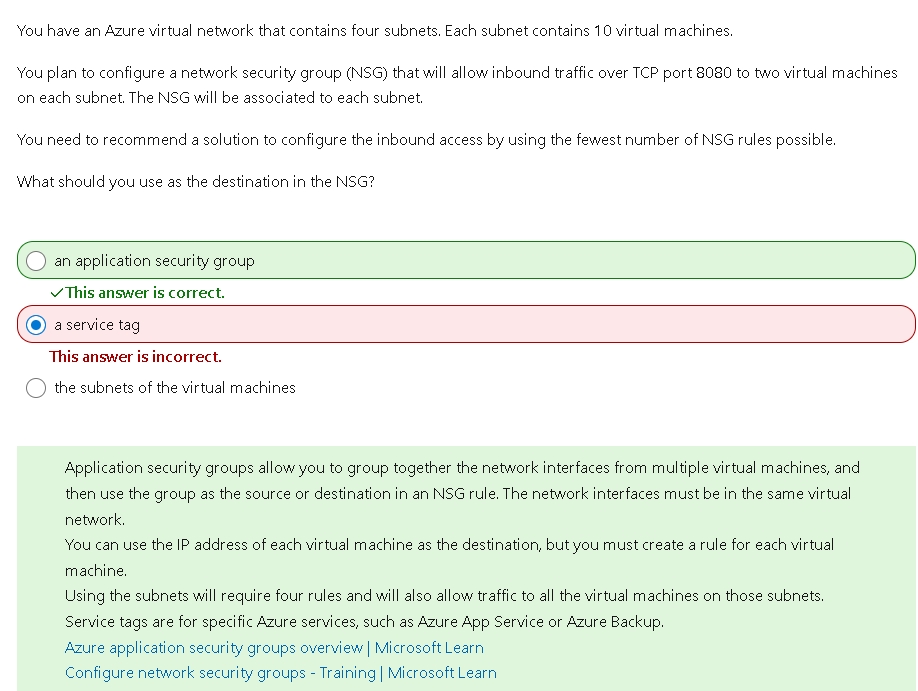 You have an Azure virtual network that contains four subnets. Each subnet contains 10 virtual machines.
You plan to configure a network security group (NSG) that will allow inbound traffic over TCP port 8080 to two virtual machines
on each subnet. The NSG will be associated to each subnet.
You need to recommend a solution to configure the inbound access by using the fewest number of NSG rules possible.
What should you use as the destination in the NSG?
an application security group
✓This answer is correct.
a service tag
This answer is incorrect.
the subnets of the virtual machines
Application security groups allow you to group together the network interfaces from multiple virtual machines, and
then use the group as the source or destination in an NSG rule. The network interfaces must be in the same virtual
network.
You can use the IP address of each virtual machine as the destination, but you must create a rule for each virtual
machine.
Using the subnets will require four rules and will also allow traffic to all the virtual machines on those subnets.
Service tags are for specific Azure services, such as Azure App Service or Azure Backup.
Azure application security groups overview | Microsoft Learn
Configure network security groups - Training | Microsoft Learn